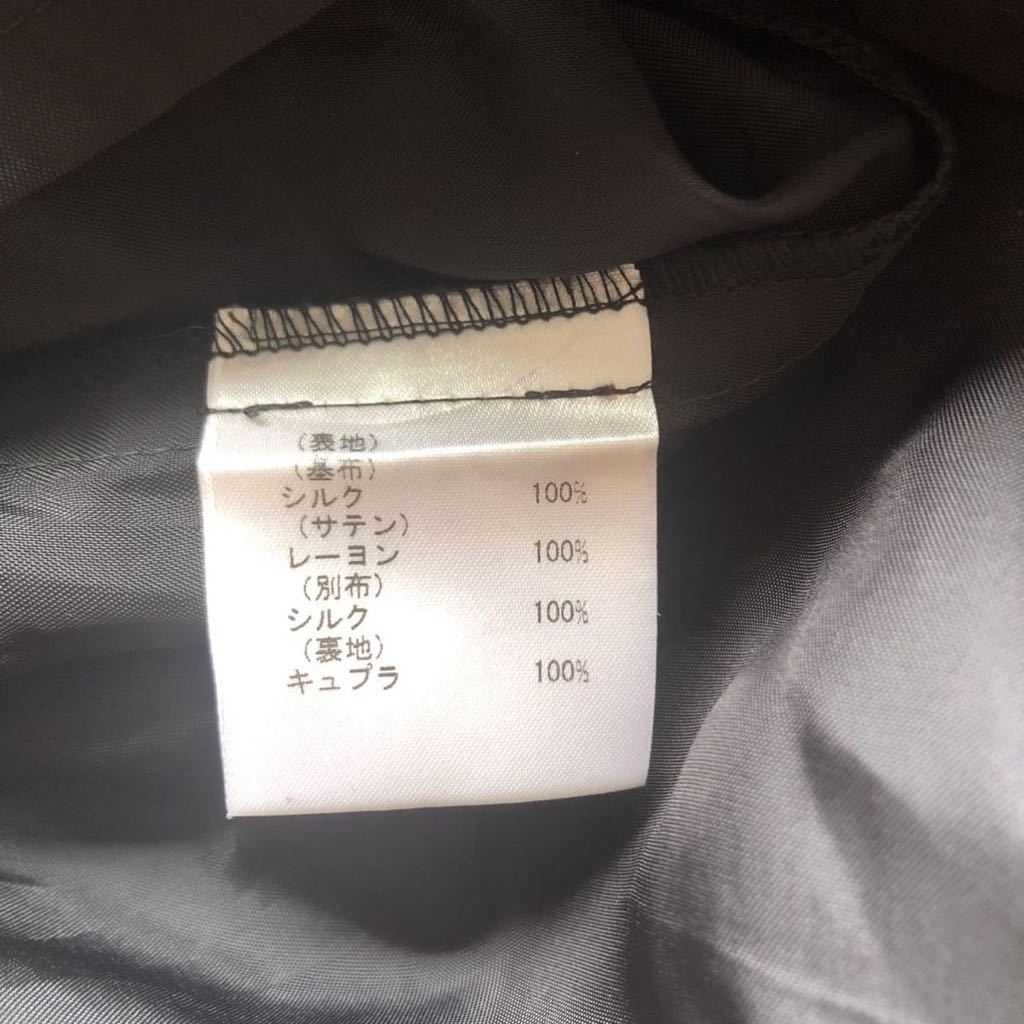 (表地)
(基布)
シルク 100%
(サテン)
レーヨン 100%
(別布)
シルク 100%
(裏地)
キュプラ 100%